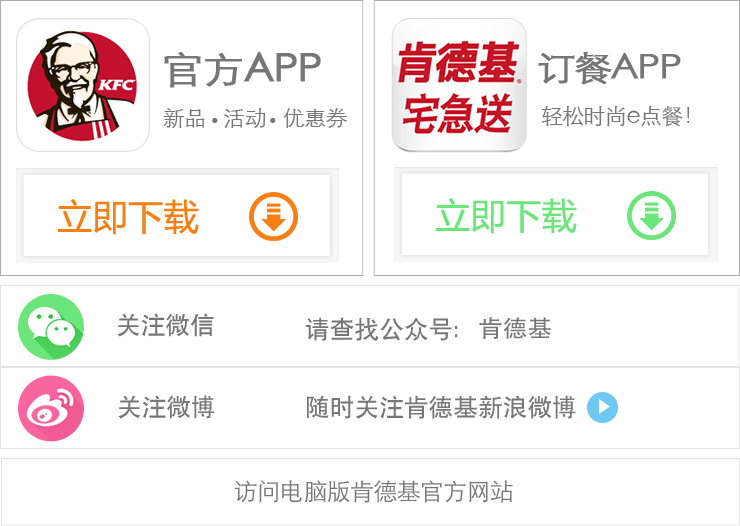 KFC
官方APP
新品•活动•优惠券
立即下载
肯德基
宅急送
订餐APP
轻松时尚e点餐!
立即下载
关注微信
请查找公众号: 肯德基
关注微博
随时关注肯德基新浪微博
访问电脑版肯德基官方网站